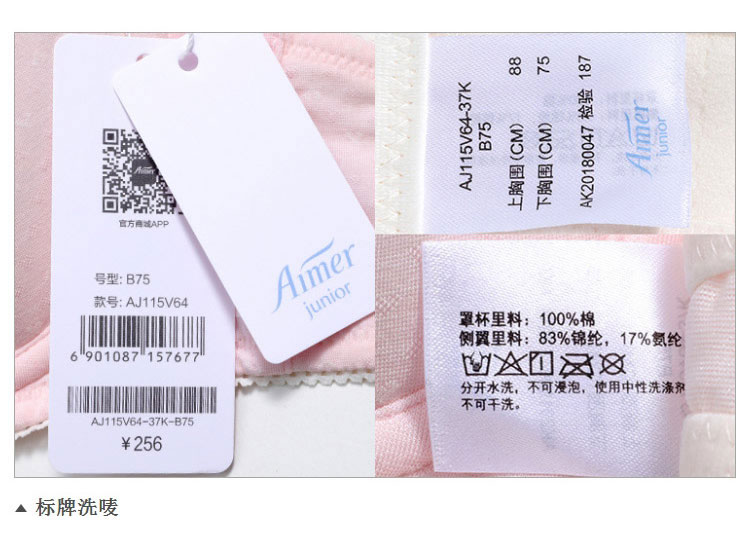 Aimer
官方商城APP
号型:B75
款号:AJ115V64
6 901087 157677
AJ115V64-37K-B75
¥256
Aimer
junior
AJ115V64-37K
B75
上胸围(CM) 88
下胸围(CM) 75
AK20180047 检验 187
Aimer
junior
罩杯里料:100%棉
侧翼里料:83%锦纶,17%氨纶
分开水洗,不可浸泡,使用中性洗涤剂
不可干洗。
▲ 标牌洗唛